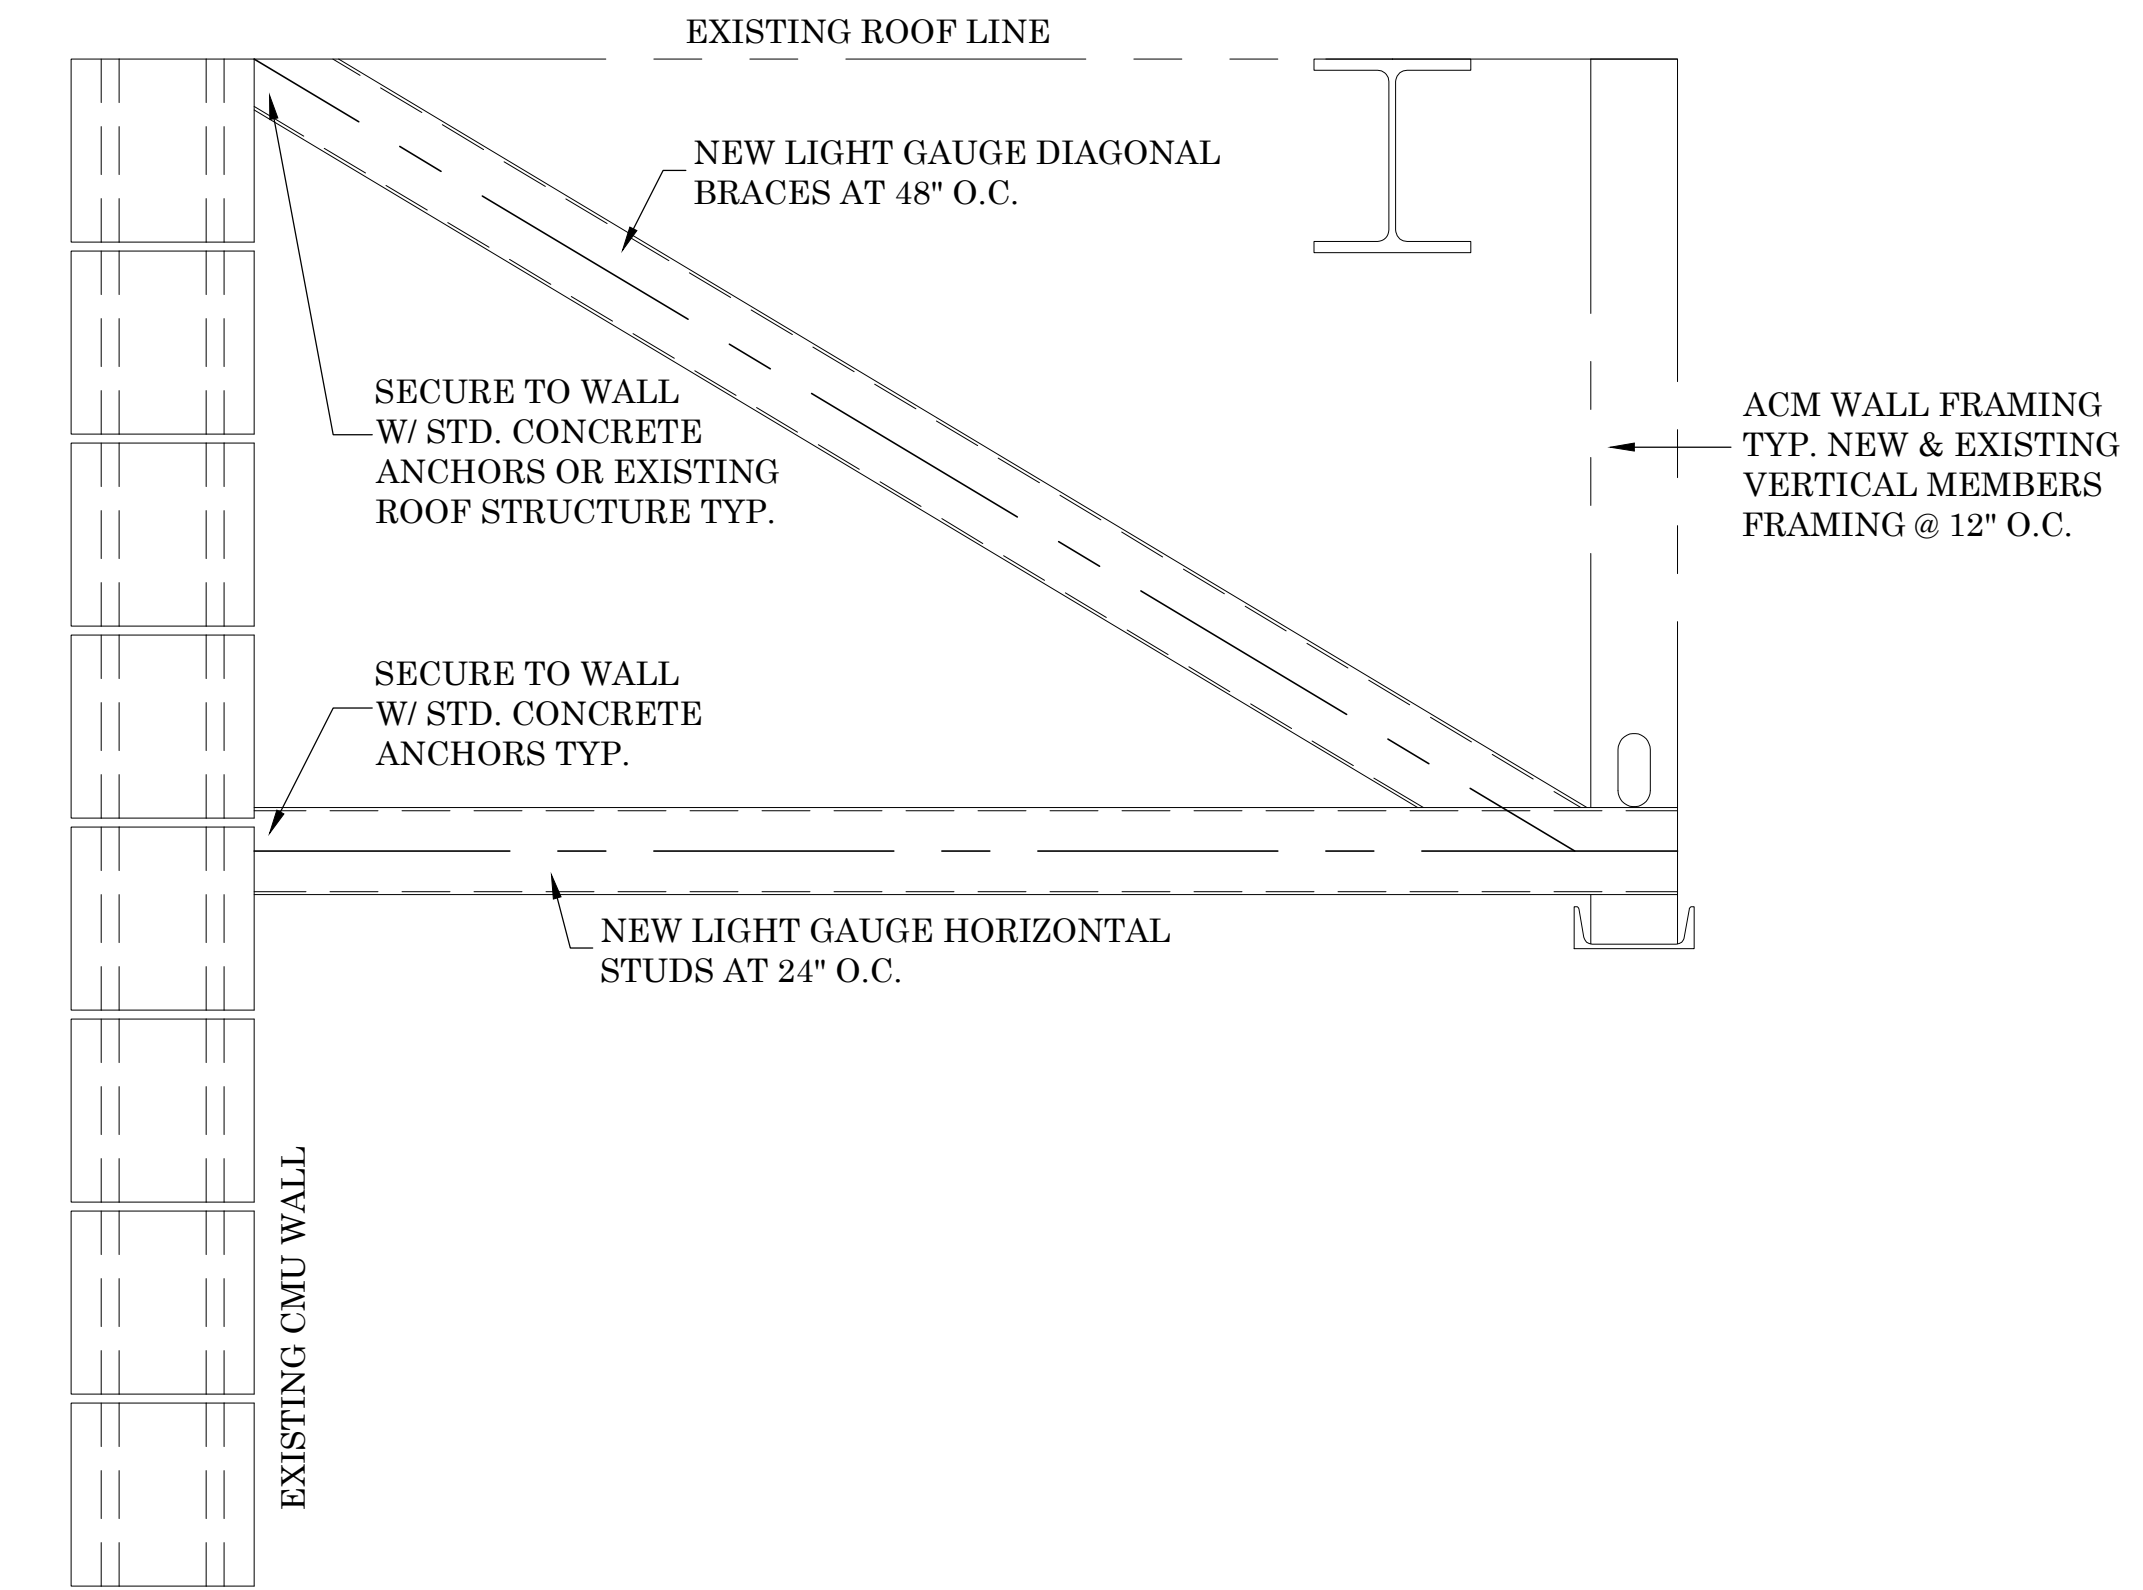 EXISTING ROOF LINE
NEW LIGHT GAUGE DIAGONAL
BRACES AT 48" O.C.
SECURE TO WALL
W/ STD. CONCRETE
ANCHORS OR EXISTING
ROOF STRUCTURE TYP.
ACM WALL FRAMING
TYP. NEW & EXISTING
VERTICAL MEMBERS
FRAMING @ 12" O.C.
SECURE TO WALL
W/ STD. CONCRETE
ANCHORS TYP.
NEW LIGHT GAUGE HORIZONTAL
STUDS AT 24" O.C.
EXISTING CMU WALL